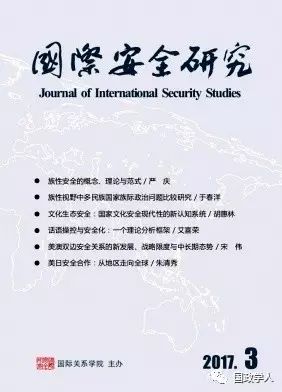 國際安全研究
Journal of International Security Studies
● 族性安全的概念、理论与范式 / 严 庆
● 族性视野中多民族国家族际政治问题比较研究 / 于春洋
● 文化生态安全：国家文化安全现代性的新认知系统 / 胡惠林
● 话语操控与安全化：一个理论分析框架 / 艾喜荣
● 美澳双边安全关系的新发展、战略限度与中长期态势 / 宋 伟
● 英日安全合作：从地区走向全球 / 朱清秀
国际关系学院 主办
2017. 3
国政学人